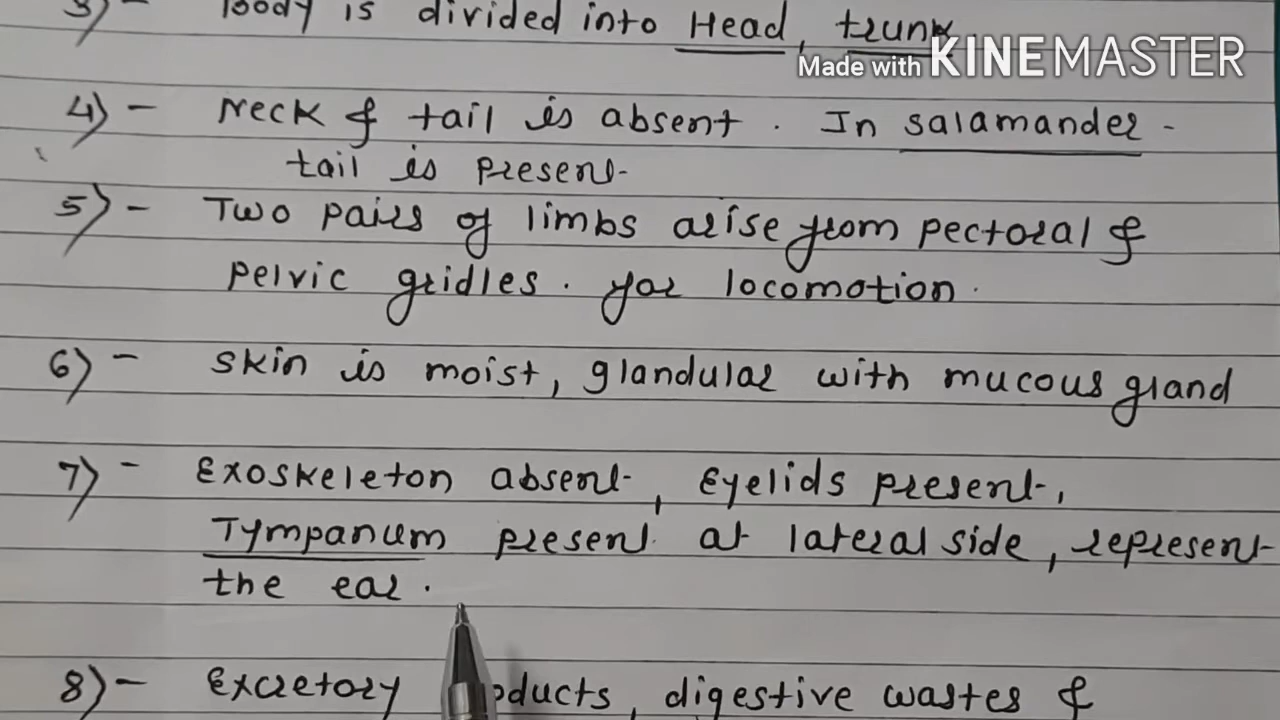 3) - Body is divided into Head, trunk
Made with KINEMASTER
4) - Neck & tail is absent. In salamander -
tail is present.
5) - Two pairs of limbs arise from pectoral &
pelvic gridles. for locomotion.
6) - skin is moist, glandular with mucous gland
7) - Exoskeleton absent, Eyelids present,
Tympanum present at lateral side, represent
the ear.
8) - Excretory products, digestive wastes &